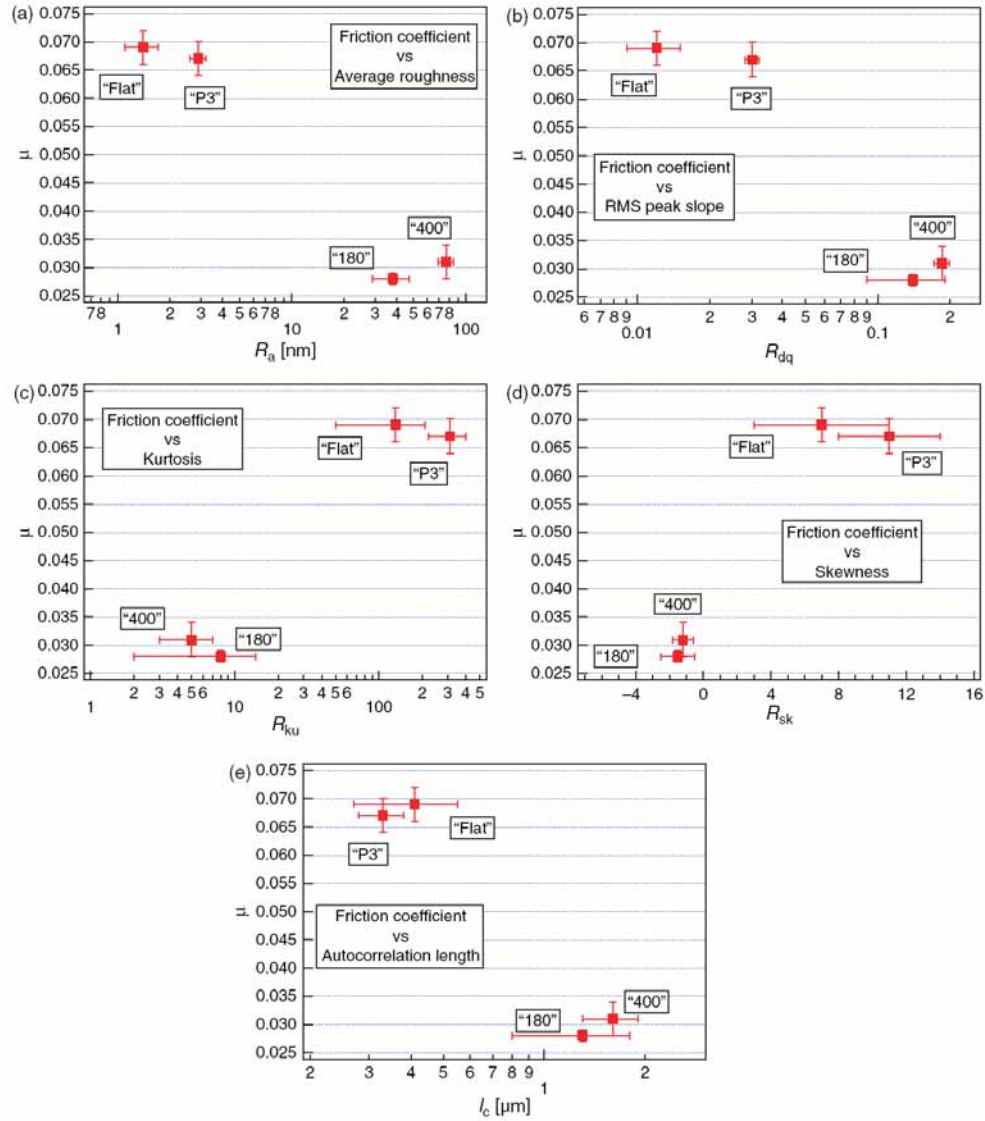 (a)
0.075
0.070
0.065
0.060
0.055
0.050
0.045
0.040
0.035
0.030
0.025
μ
Friction coefficient
vs
Average roughness
“Flat”
“P3”
“400”
“180”
7 8 2 3 4 5 6 7 8 2 3 4 5 6 7 8
1 10 100
Ra [nm]
(b)
0.075
0.070
0.065
0.060
0.055
0.050
0.045
0.040
0.035
0.030
0.025
μ
“Flat”
“P3”
Friction coefficient
vs
RMS peak slope
“400”
“180”
6 7 8 9 2 3 4 5 6 7 8 9 2
0.01 0.1
Rdq
(c)
0.075
0.070
0.065
0.060
0.055
0.050
0.045
0.040
0.035
0.030
0.025
μ
Friction coefficient
vs
Kurtosis
“Flat”
“P3”
“400”
“180”
2 3 4 5 6 2 3 4 5 6 2 3 4 5
1 10 100
Rku
(d)
0.075
0.070
0.065
0.060
0.055
0.050
0.045
0.040
0.035
0.030
0.025
μ
“Flat”
“P3”
Friction coefficient
vs
Skewness
“400”
“180”
−4 0 4 8 12 16
Rsk
(e)
0.075
0.070
0.065
0.060
0.055
0.050
0.045
0.040
0.035
0.030
0.025
μ
“P3”
“Flat”
Friction coefficient
vs
Autocorrelation length
“180”
“400”
2 3 4 5 6 7 8 9 2
1
lc [μm]